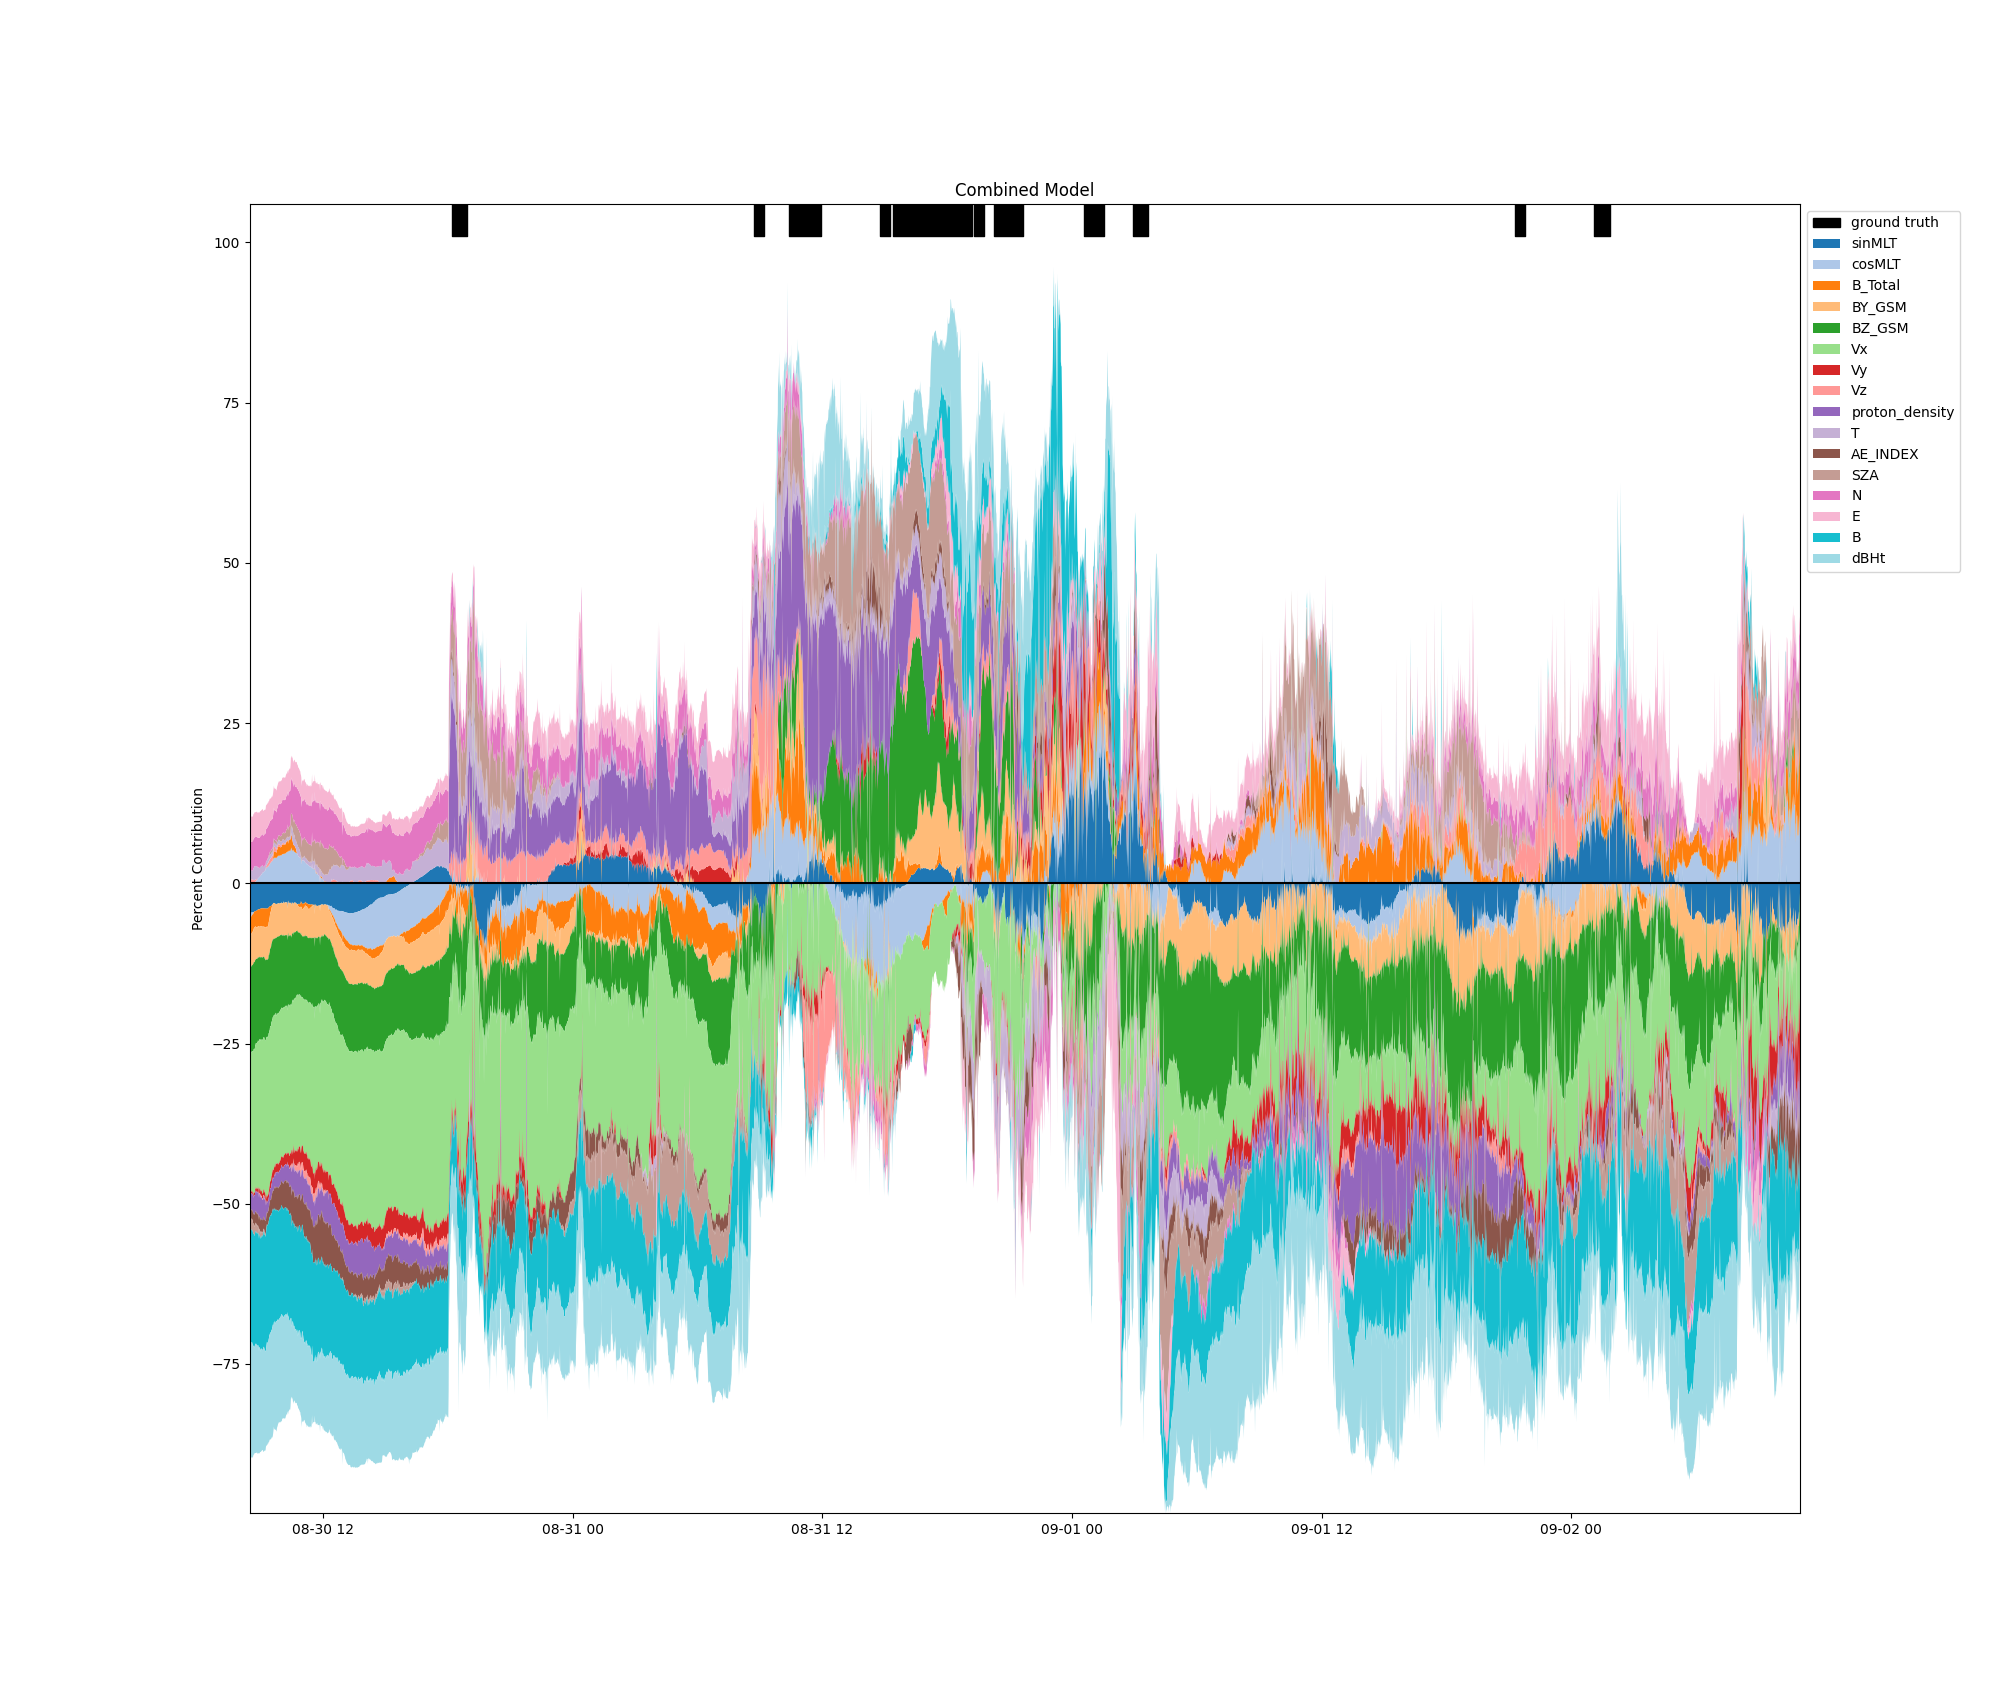 Combined Model
100
75
50
25
0
−25
−50
−75
Percent Contribution
08-30 12
08-31 00
08-31 12
09-01 00
09-01 12
09-02 00
ground truth
sinMLT
cosMLT
B_Total
BY_GSM
BZ_GSM
Vx
Vy
Vz
proton_density
T
AE_INDEX
SZA
N
E
B
dBHt